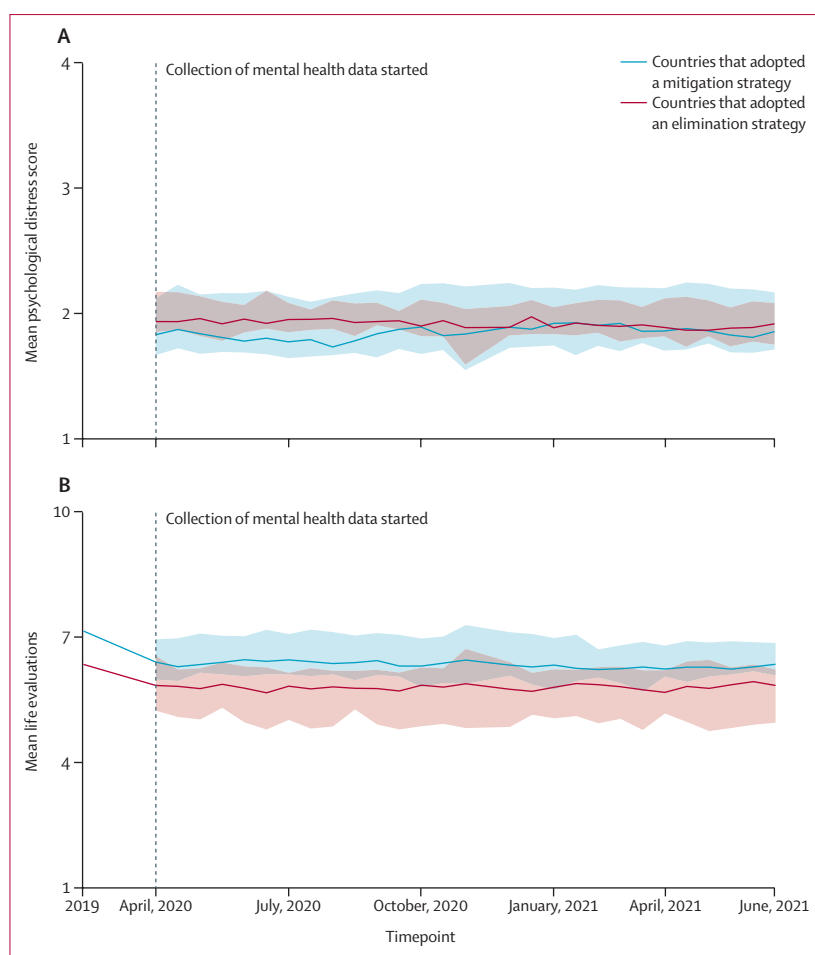 A
4
Collection of mental health data started
Countries that adopted
a mitigation strategy
Countries that adopted
an elimination strategy
3
Mean psychological distress score
2
1
B
10
Collection of mental health data started
7
Mean life evaluations
4
1
2019 April, 2020 July, 2020 October, 2020 January, 2021 April, 2021 June, 2021
Timepoint